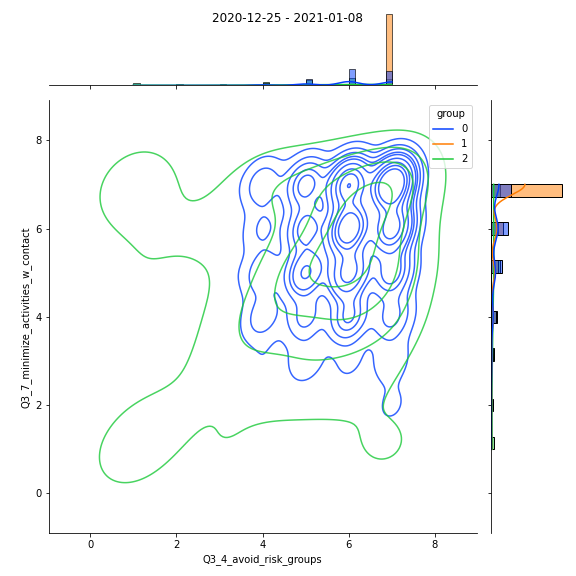 2020-12-25 - 2021-01-08
group
0
1
2
Q3_7_minimize_activities_w_contact
8
6
4
2
0
0 2 4 6 8
Q3_4_avoid_risk_groups